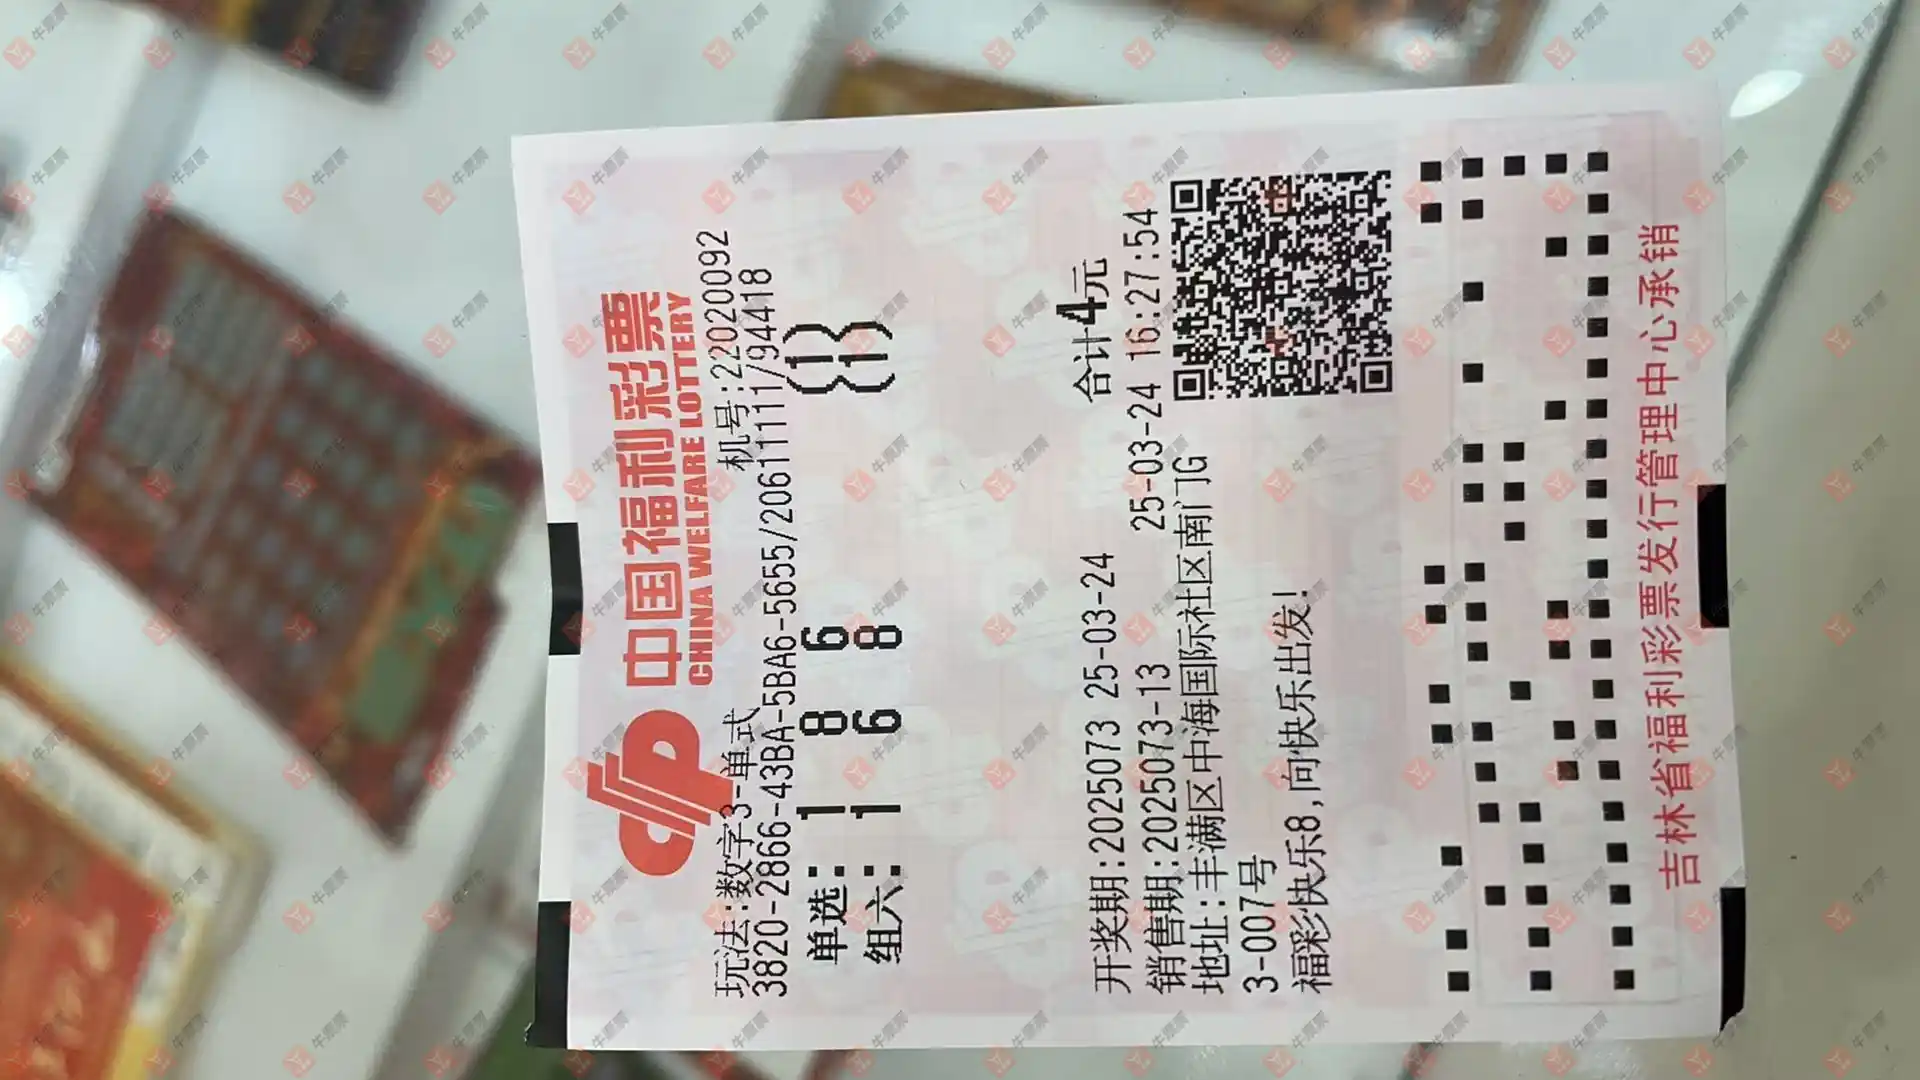 中国福利彩票
CHINA WELFARE LOTTERY
玩法:数字3-单式 机号:22020092
3820-2866-43BA-5BA6-5655/20611111/94418
单选: 1 8 6 (1)
组六: 1 6 8 (1)
合计4元
开奖期:2025073 25-03-24
销售期:2025073-13 25-03-24 16:27:54
地址:丰满区中海国际社区南门G
3-007号
福彩快乐8,向快乐出发!
吉林省福利彩票发行管理中心承销
牛票票